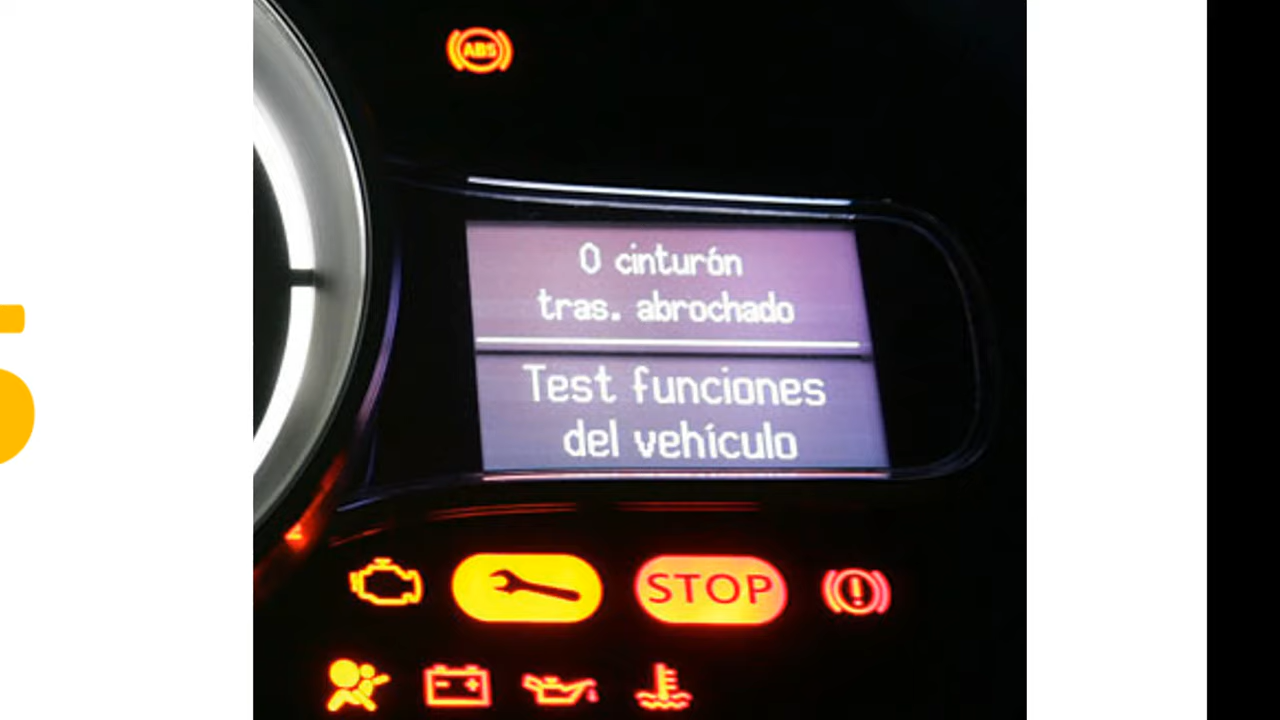 ABS
0 cinturón
tras. abrochado
Test funciones
del vehículo
STOP